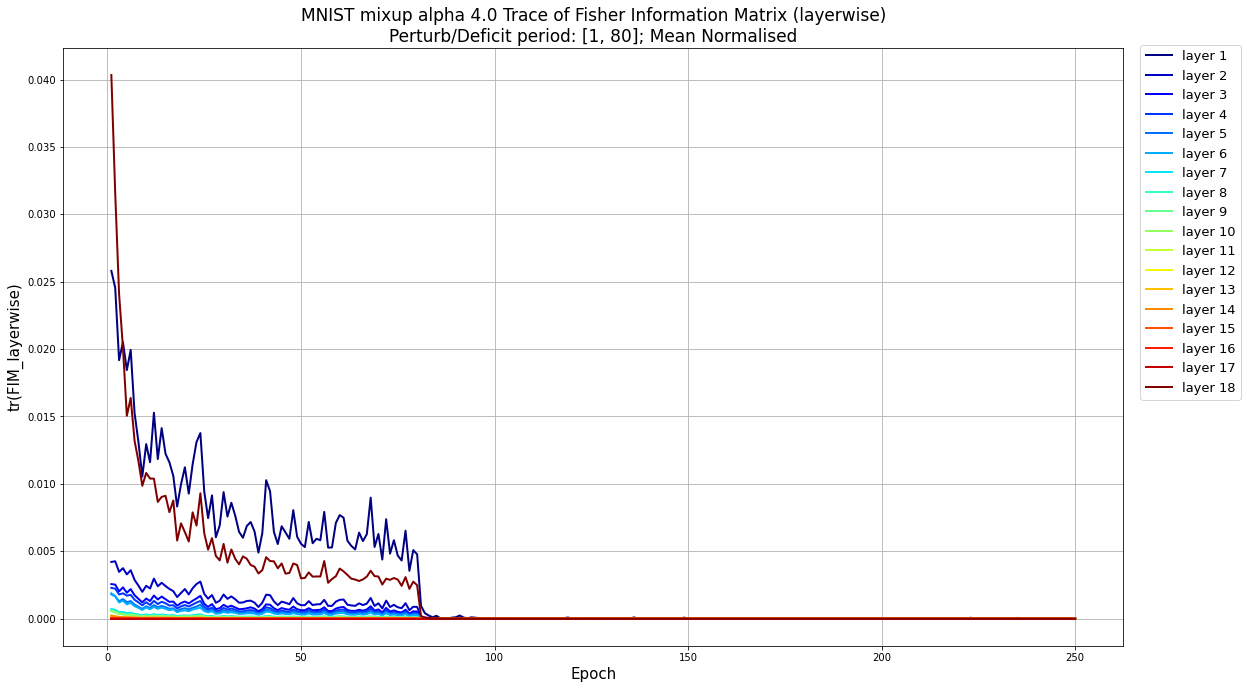 MNIST mixup alpha 4.0 Trace of Fisher Information Matrix (layerwise)
Perturb/Deficit period: [1, 80]; Mean Normalised
tr(FIM_layerwise)
0.040
0.035
0.030
0.025
0.020
0.015
0.010
0.005
0.000
0
50
100
150
200
250
Epoch
layer 1
layer 2
layer 3
layer 4
layer 5
layer 6
layer 7
layer 8
layer 9
layer 10
layer 11
layer 12
layer 13
layer 14
layer 15
layer 16
layer 17
layer 18